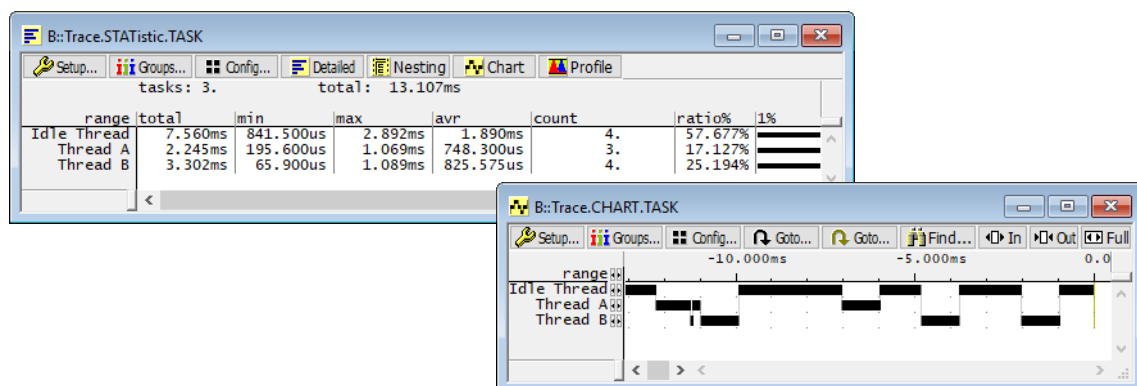 B::Trace.STATistic.TASK
Setup... Groups... Config... Detailed Nesting Chart Profile
tasks: 3. total: 13.107ms
range total min max avr count ratio% 1%
Idle Thread 7.560ms 841.500us 2.892ms 1.890ms 4. 57.677%
Thread A 2.245ms 195.600us 1.069ms 748.300us 3. 17.127%
Thread B 3.302ms 65.900us 1.089ms 825.575us 4. 25.194%
B::Trace.CHART.TASK
Setup... Groups... Config... Goto... Goto... Find... In Out Full
-10.000ms -5.000ms 0.0
range
Idle Thread
Thread A
Thread B